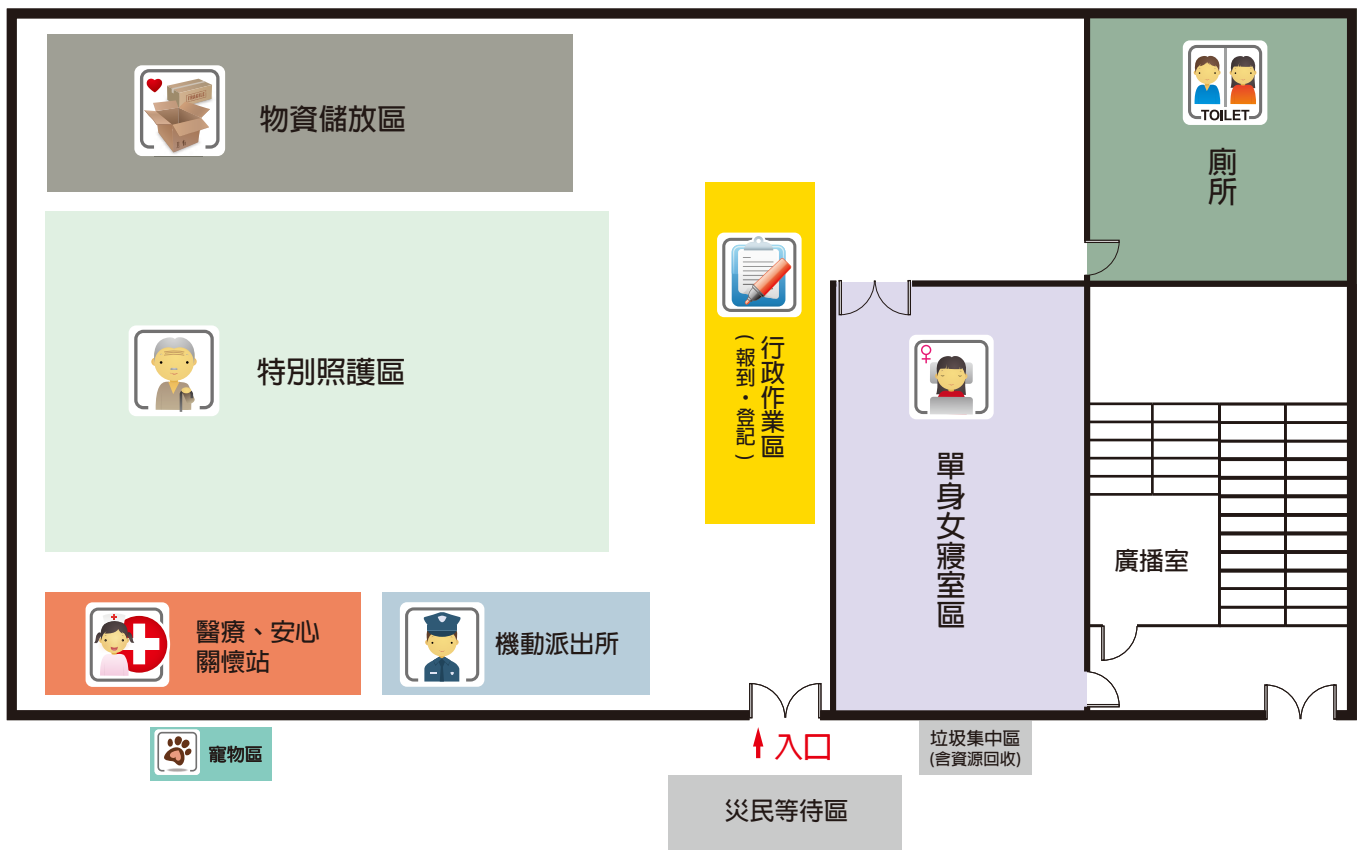 物資儲放區
TOILET
廁所
特別照護區
行政作業區
(報到・登記)
單身女寢室區
廣播室
醫療、安心
關懷站
機動派出所
寵物區
入口
垃圾集中區
(含資源回收)
災民等待區